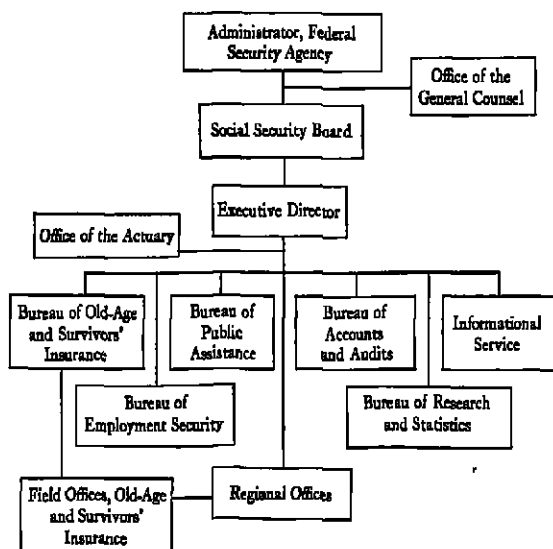 Administrator, Federal
Security Agency
Office of the
General Counsel
Social Security Board
Executive Director
Office of the Actuary
Bureau of Old-Age
and Survivors'
Insurance
Bureau of
Public
Assistance
Bureau of
Accounts
and Audits
Informational
Service
Bureau of
Employment Security
Bureau of Research
and Statistics
Field Offices, Old-Age
and Survivors'
Insurance
Regional Offices